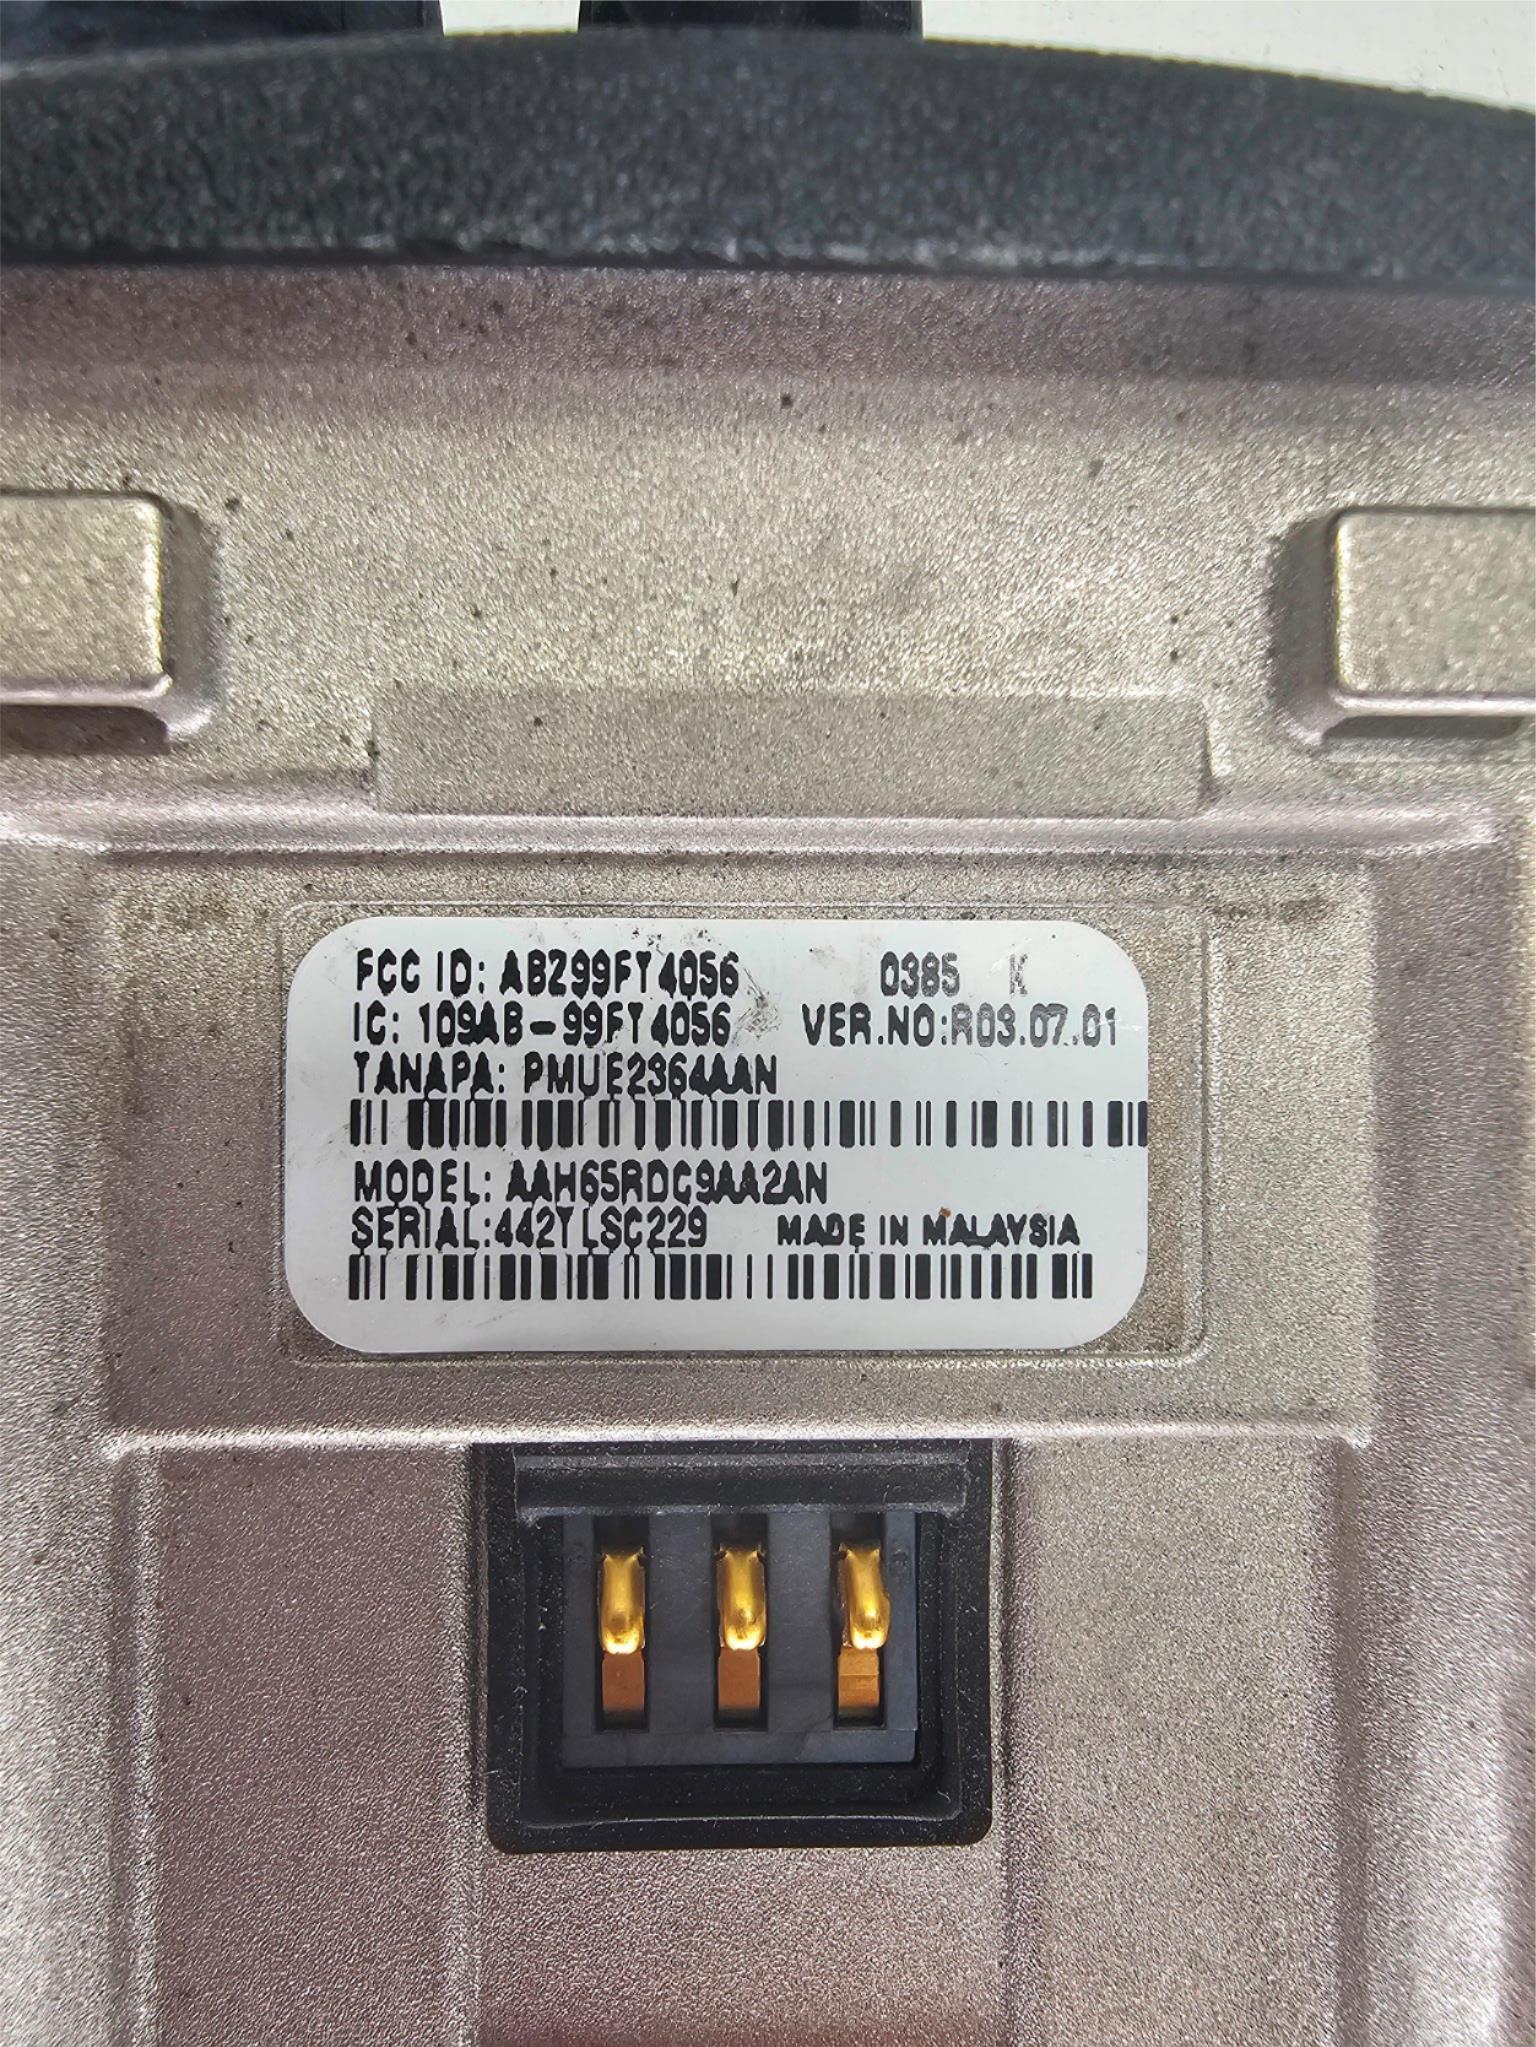 FCC ID: ABZ99FT4056 0385 K
IC: 109AB-99FT4056 VER.NO:R03.07.01
TANAPA: PMUE2364AAN
MODEL: AAH65RDC9AA2AN
SERIAL:442TLSC229 MADE IN MALAYSIA